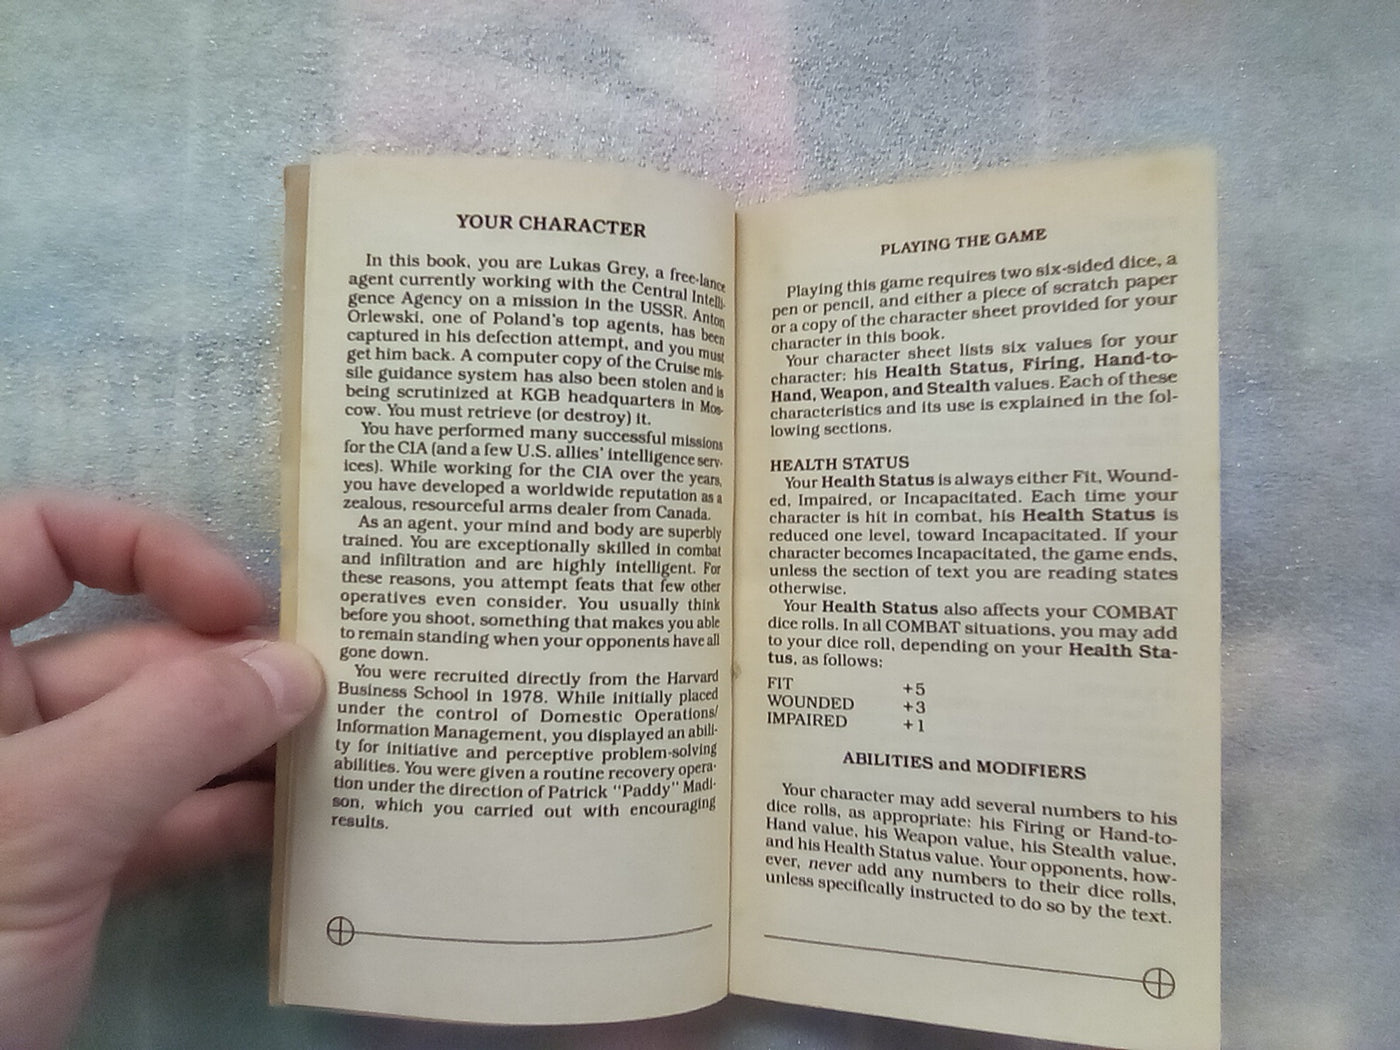 YOUR CHARACTER
In this book, you are Lukas Grey, a free-lance
agent currently working with the Central Intelli-
gence Agency on a mission in the USSR. Anton
Orlewski, one of Poland's top agents, has been
captured in his defection attempt, and you must
get him back. A computer copy of the Cruise mis-
sile guidance system has also been stolen and is
being scrutinized at KGB headquarters in Mos-
cow. You must retrieve (or destroy) it.
You have performed many successful missions
for the CIA (and a few U.S. allies' intelligence serv-
ices). While working for the CIA over the years,
you have developed a worldwide reputation as a
zealous, resourceful arms dealer from Canada.
As an agent, your mind and body are superbly
trained. You are exceptionally skilled in combat
and infiltration and are highly intelligent. For
these reasons, you attempt feats that few other
operatives even consider. You usually think
before you shoot, something that makes you able
to remain standing when your opponents have all
gone down.
You were recruited directly from the Harvard
Business School in 1978. While initially placed
under the control of Domestic Operations/
Information Management, you displayed an abili-
ty for initiative and perceptive problem-solving
abilities. You were given a routine recovery opera-
tion under the direction of Patrick "Paddy" Madi-
son, which you carried out with encouraging
results.
PLAYING THE GAME
Playing this game requires two six-sided dice, a
pen or pencil, and either a piece of scratch paper
or a copy of the character sheet provided for your
character in this book.
Your character sheet lists six values for your
character: his Health Status, Firing, Hand-to-
Hand, Weapon, and Stealth values. Each of these
characteristics and its use is explained in the fol-
lowing sections.
HEALTH STATUS
Your Health Status is always either Fit, Wound-
ed, Impaired, or Incapacitated. Each time your
character is hit in combat, his Health Status is
reduced one level, toward Incapacitated. If your
character becomes Incapacitated, the game ends,
unless the section of text you are reading states
otherwise.
Your Health Status also affects your COMBAT
dice rolls. In all COMBAT situations, you may add
to your dice roll, depending on your Health Sta-
tus, as follows:
FIT +5
WOUNDED +3
IMPAIRED +1
ABILITIES and MODIFIERS
Your character may add several numbers to his
dice rolls, as appropriate: his Firing or Hand-to-
Hand value, his Weapon value, his Stealth value,
and his Health Status value. Your opponents, how-
ever, never add any numbers to their dice rolls,
unless specifically instructed to do so by the text.